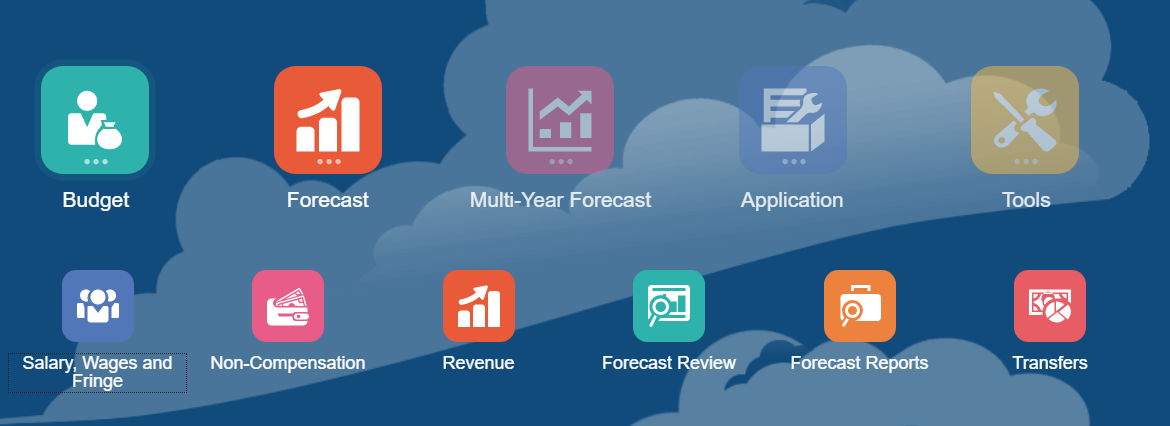 Budget
Forecast
Multi-Year Forecast
Application
Tools
Salary, Wages and
Fringe
Non-Compensation
Revenue
Forecast Review
Forecast Reports
Transfers